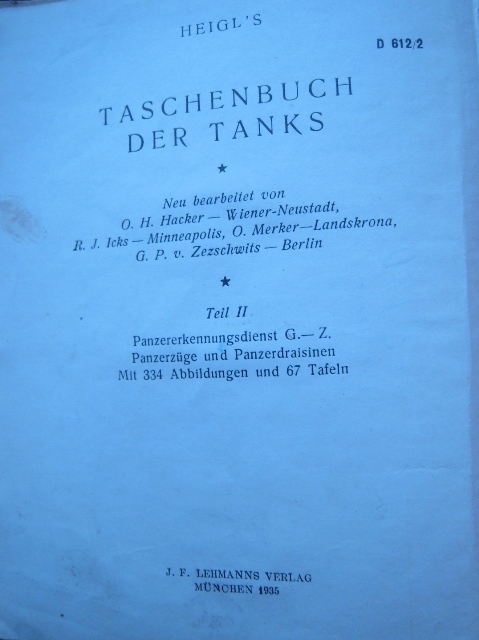 HEIGL'S
D 612/2
TASCHENBUCH
DER TANKS
Neu bearbeitet von
O. H. Hacker — Wiener-Neustadt,
R. J. Icks — Minneapolis, O. Merker—Landskrona,
G. P. v. Zezschwits — Berlin
Teil II
Panzererkennungsdienst G.— Z.
Panzerzüge und Panzerdraisinen
Mit 334 Abbildungen und 67 Tafeln
J. F. LEHMANNS VERLAG
MÜNCHEN 1935